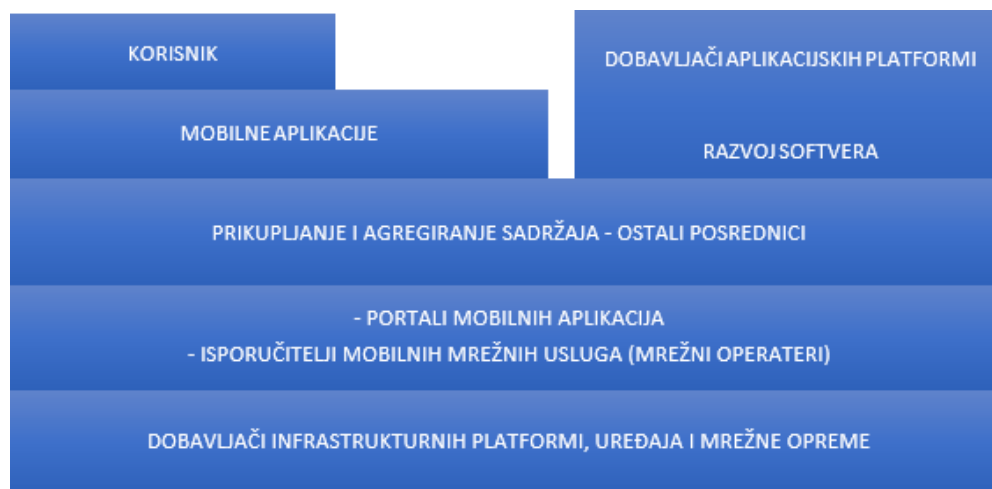 KORISNIK
DOBAVLJAČI APLIKACIJSKIH PLATFORMI
MOBILNE APLIKACIJE
RAZVOJ SOFTVERA
PRIKUPLJANJE I AGREGIRANJE SADRŽAJA - OSTALI POSREDNICI
- PORTALI MOBILNIH APLIKACIJA
- ISPORUČITELJI MOBILNIH MREŽNIH USLUGA (MREŽNI OPERATERI)
DOBAVLJAČI INFRASTRUKTURNIH PLATFORMI, UREĐAJA I MREŽNE OPREME